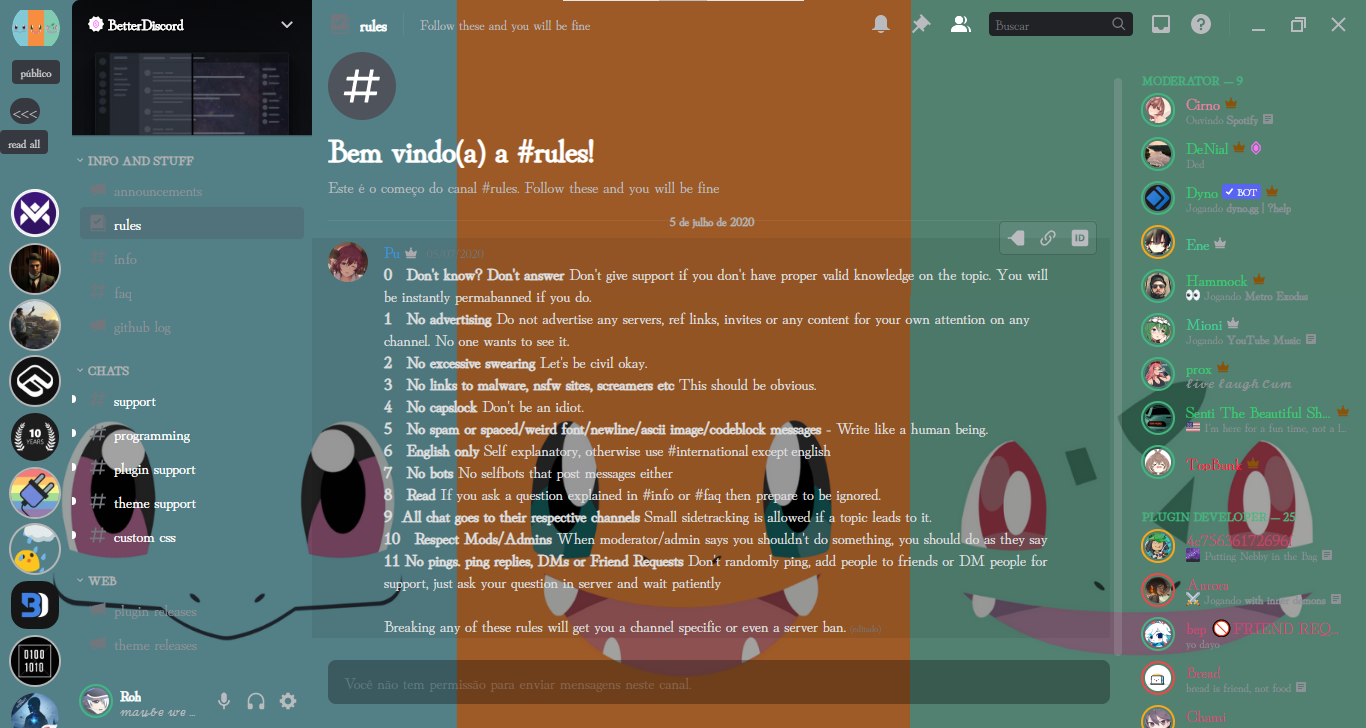 público
<<<
read all
10
YEARS
0100
1010
BetterDiscord
INFO AND STUFF
announcements
rules
info
faq
github log
CHATS
support
programming
plugin support
theme support
custom css
WEB
plugin releases
theme releases
Roh
maybe we ...
rules
Follow these and you will be fine
Buscar
Bem vindo(a) a #rules!
Este é o começo do canal #rules. Follow these and you will be fine
5 de julho de 2020
ID
Pu 05/07/2020
0 Don't know? Don't answer Don't give support if you don't have proper valid knowledge on the topic. You will
be instantly permabanned if you do.
1 No advertising Do not advertise any servers, ref links, invites or any content for your own attention on any
channel. No one wants to see it.
2 No excessive swearing Let's be civil okay.
3 No links to malware, nsfw sites, screamers etc This should be obvious.
4 No capslock Don't be an idiot.
5 No spam or spaced/weird font/newline/ascii image/codeblock messages - Write like a human being.
6 English only Self explanatory, otherwise use #international except english
7 No bots No selfbots that post messages either
8 Read If you ask a question explained in #info or #faq then prepare to be ignored.
9 All chat goes to their respective channels Small sidetracking is allowed if a topic leads to it.
10 Respect Mods/Admins When moderator/admin says you shouldn't do something, you should do as they say
11 No pings. ping replies, DMs or Friend Requests Don't randomly ping, add people to friends or DM people for
support, just ask your question in server and wait patiently
Breaking any of these rules will get you a channel specific or even a server ban. (editado)
Você não tem permissão para enviar mensagens neste canal.
MODERATOR — 9
Cirno
Ouvindo Spotify
DeNial
Ded
Dyno BOT
Jogando dyno.gg | ?help
Ene
Hammock
Jogando Metro Exodus
Mioni
Jogando YouTube Music
prox
live laugh cum
Senti The Beautiful Sh...
I'm here for a fun time, not a l...
TopBunk
PLUGIN DEVELOPER — 25
Putting Nebby in the Bag
Aurora
Jogando with inner demons
bep FRIEND REQ...
yo dayo
Bread
bread is friend, not food
Chami